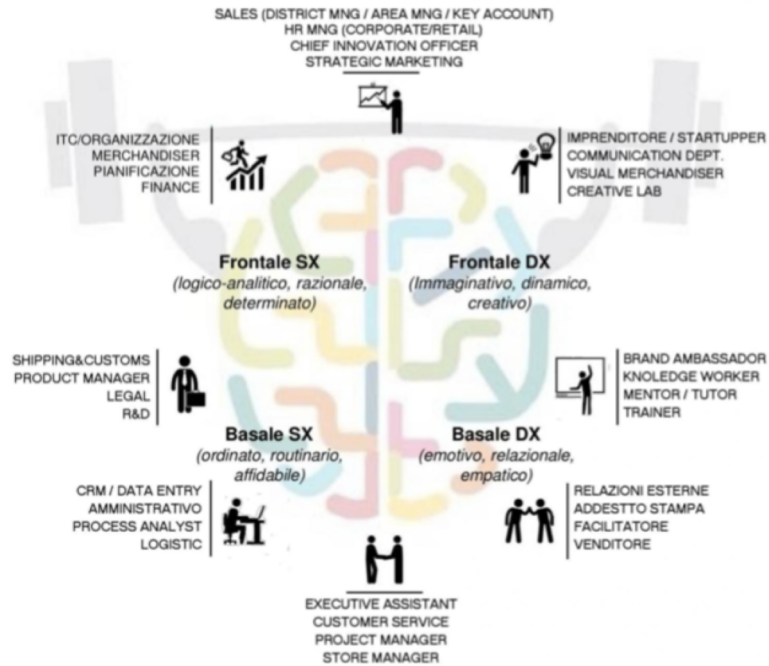 SALES (DISTRICT MNG / AREA MNG / KEY ACCOUNT)
HR MNG (CORPORATE/RETAIL)
CHIEF INNOVATION OFFICER
STRATEGIC MARKETING
ITC/ORGANIZZAZIONE
MERCHANDISER
PIANIFICAZIONE
FINANCE
IMPRENDITORE / STARTUPPER
COMMUNICATION DEPT.
VISUAL MERCHANDISER
CREATIVE LAB
Frontale SX
(logico-analitico, razionale,
determinato)
Frontale DX
(Immaginativo, dinamico,
creativo)
SHIPPING&CUSTOMS
PRODUCT MANAGER
LEGAL
R&D
BRAND AMBASSADOR
KNOLEDGE WORKER
MENTOR / TUTOR
TRAINER
Basale SX
(ordinato, routinario,
affidabile)
Basale DX
(emotivo, relazionale,
empatico)
CRM / DATA ENTRY
AMMINISTRATIVO
PROCESS ANALYST
LOGISTIC
RELAZIONI ESTERNE
ADDESTTO STAMPA
FACILITATORE
VENDITORE
EXECUTIVE ASSISTANT
CUSTOMER SERVICE
PROJECT MANAGER
STORE MANAGER